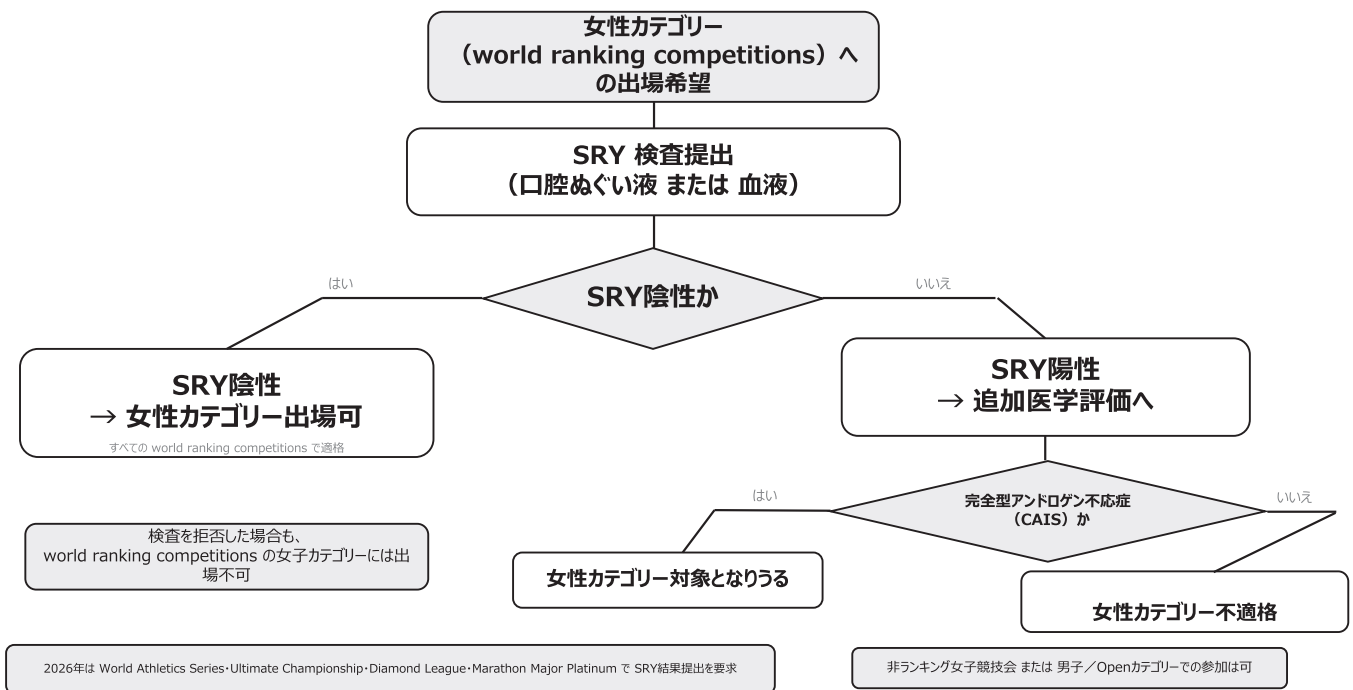 女性カテゴリー
（world ranking competitions）へ
の出場希望
SRY 検査提出
（口腔ぬぐい液 または 血液）
SRY陰性か
はい
いいえ
SRY陰性
→ 女性カテゴリー出場可
すべての world ranking competitions で適格
SRY陽性
→ 追加医学評価へ
完全型アンドロゲン不応症
（CAIS）か
はい
いいえ
検査を拒否した場合も、
world ranking competitions の女子カテゴリーには出
場不可
女性カテゴリー対象となりうる
女性カテゴリー不適格
2026年は World Athletics Series・Ultimate Championship・Diamond League・Marathon Major Platinum で SRY結果提出を要求
非ランキング女子競技会 または 男子／Openカテゴリーでの参加は可